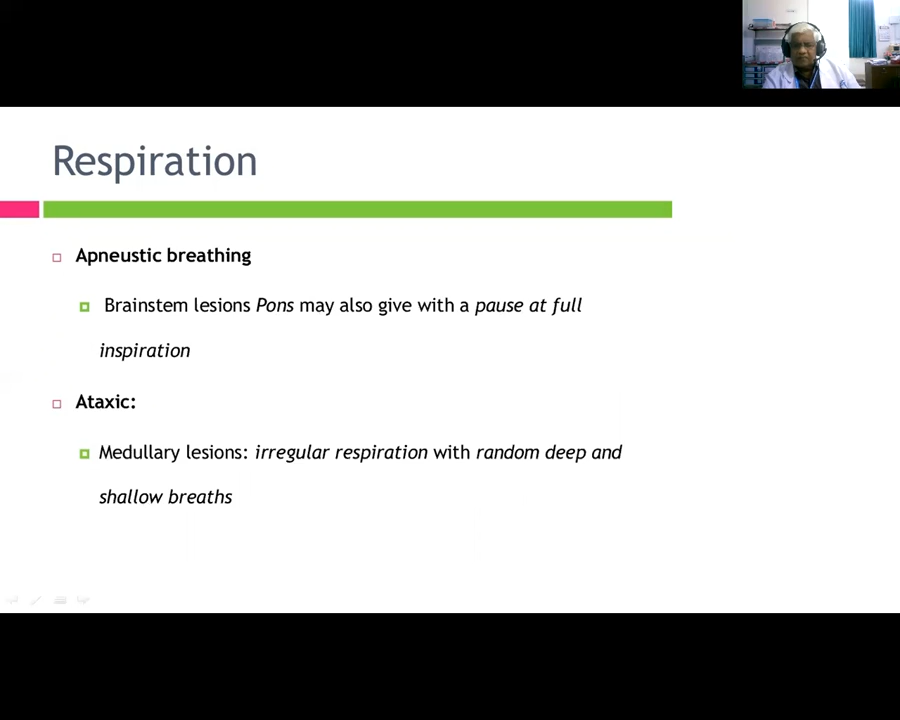 Respiration
Apneustic breathing
Brainstem lesions Pons may also give with a pause at full
inspiration
Ataxic:
Medullary lesions: irregular respiration with random deep and
shallow breaths